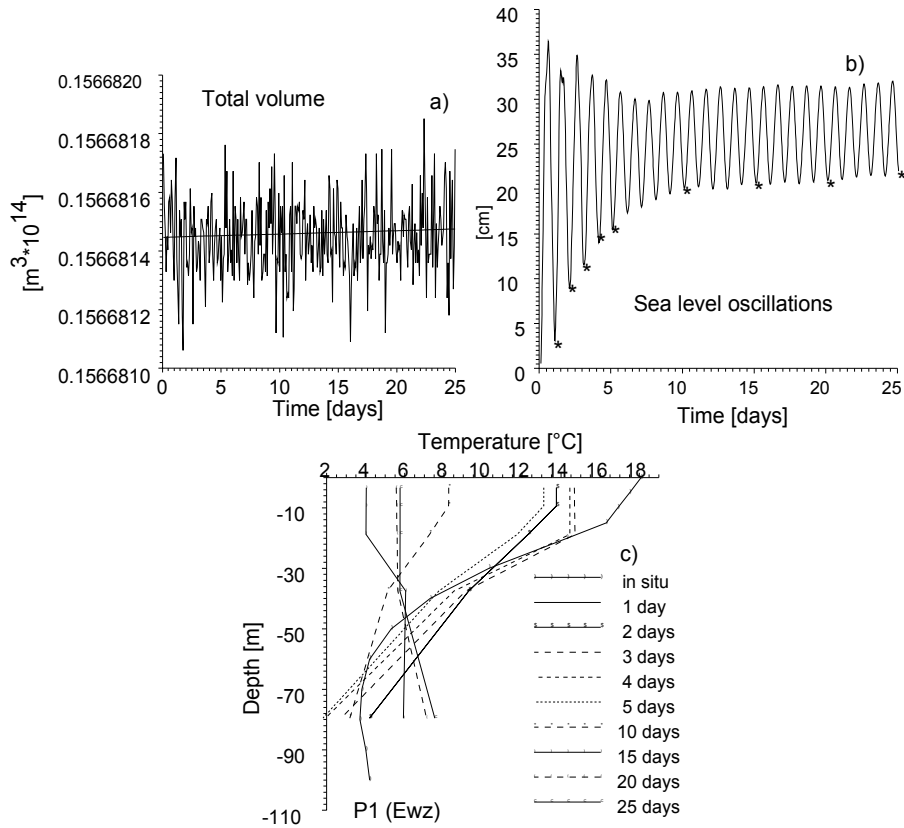 0.1566820
0.1566818
0.1566816
0.1566814
0.1566812
0.1566810
[m3*10 14]
Total volume
a)
0 5 10 15 20 25
Time [days]
40
35
30
25
20
15
10
5
0
[cm]
b)
* * * * * * * * *
Sea level oscillations
0 5 10 15 20 25
Time [days]
Temperature [°C]
2 4 6 8 10 12 14 16 18
-10
-30
-50
-70
-90
-110
Depth [m]
c)
in situ
1 day
2 days
3 days
4 days
5 days
10 days
15 days
20 days
25 days
P1 (Ewz)